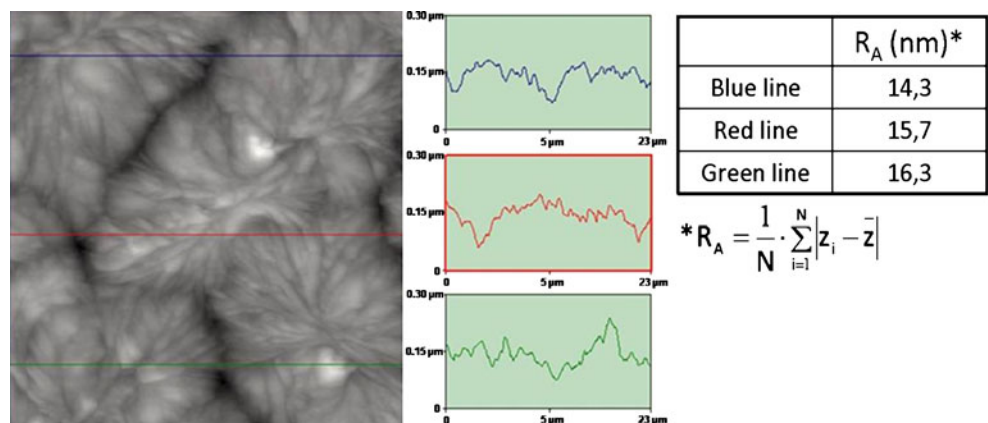 0.30 µm
0.15 µm
0
0
5 µm
23 µm
0.30 µm
0.15 µm
0
0
5 µm
23 µm
0.30 µm
0.15 µm
0
0
5 µm
23 µm
R_A (nm)*
Blue line 14,3
Red line 15,7
Green line 16,3
*R_A = 1/N · ∑_{i=1}^{N} |z_i − z̄|